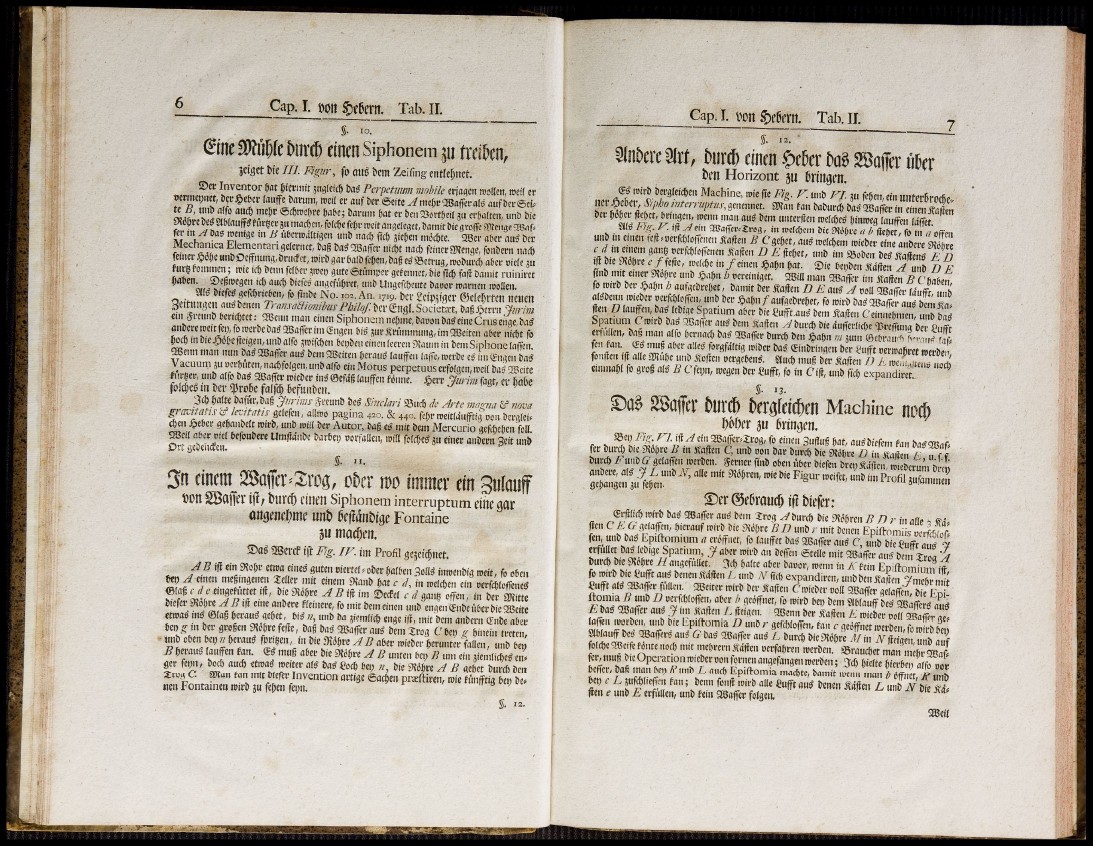 6 Cap. I. von Hebern. Tab. II.
§. 10.
Eine Mühle durch einen Siphonem zu treiben,
zeiget die III. Figur, so aus dem Zeising entlehnet.
Der Inventor hat hiermit zugleich das Perpetuum mobile erjagen wollen, weil er
vermeynet, der Heber lauffe darum, weil er auf der Seite A mehr Wasser als auf der Sei-
te B, und also auch mehr Schwehre habe; darum hat er den Vortheil zu erhalten, und die
Röhre des Ablauffs kürtzer zu machen, solche sehr weit angeleget, damit die grosse Menge Was-
ser in A das wenige in B überwältigen und nach sich ziehen möchte. Wer aber aus der
Mechanica Elementari gelernet, daß das Wasser nicht nach seiner Menge, sondern nach
seiner Höhe und Oeffnung, drucket, wird gar bald sehen, daß es Betrug, wodurch aber viele zu
kurtz kommen; wie ich denn selber zwey gute Stümper gekennet, die sich fast damit ruiniret
haben. Deßwegen ich auch dieses angeführet, und Ungescheute davor warnen wollen.
Als dieses geschrieben, so finde No. 102. An. 1719. der Leipziger Gelehrten neuen
Zeitungen aus denen Transactionibus Philos. der Engl. Societæt, daß Herrn Jurin
ein Freund berichtet: Wenn man einen Siphonem nehme, davon das eine Crus enge, das
andere weit sey, so werde das Wasser im Engen bis zur Krümmung, im Weiten aber nicht so
hoch in die Höhe steigen, und also zwischen beyden einen leeren Raum in dem Siphone lassen.
Wenn man nun das Wasser aus dem Weiten heraus lauffen lasse, werde es im Engen das
Vacuum zu verhüten, nachfolgen, und also ein Motus perpetuus erfolgen, weil das Weite
kürtzer, und also das Wasser wieder ins Gefäß lauffen könne. Herr Jurin sagt, er habe
solches in der Probe falsch befunden.
Ich halte dafür, daß Jurins Freund des Sinclari Buch de Arte magna & nova
gravitatis & levitatis gelesen, allwo pagina 420. & 440. sehr weitläufftig von derglei-
chen Heber gehandelt wird, und will der Autor, daß es mit dem Mercurio geschehen soll.
Weil aber viel besondere Umstände darbey vorfallen, will solches zu einer andern Zeit und
Ort gedencken.
§. 11.
In einem Wasser-Trog, oder wo immer ein Zulauff
von Wasser ist, durch einen Siphonem interruptum eine gar
angenehme und beständige Fontaine
zu machen.
Das Werck ist Fig. IV. im Profil gezeichnet.
A B ist ein Rohr etwa eines guten viertel- oder halben Zolls inwendig weit, so oben
bey A einen meßingenen Teller mit einem Rand hat c d, in welchen ein verschlossenes
Glaß c d e eingeküttet ist, die Röhre A B ist im Deckel c d gantz offen, in der Mitte
dieser Röhre A B ist eine andere kleinere, so mit dem einen und engen Ende über die Weite
etwas ins Glaß heraus gehet, bis n, und da ziemlich enge ist, mit dem andern Ende aber
bey g in der großen Röhre feste, daß das Wasser aus dem Trog C bey g hinein treten,
und oben bey n heraus spritzen, in die Röhre A B aber wieder herunter fallen, und bey
B heraus lauffen kan. Es muß aber die Röhre A B unten bey B um ein ziemliches en-
ger seyn, doch auch etwas weiter als das Loch bey n, die Röhre A B gehet durch den
Trog C. Man kan mit dieser Invention artige Sachen præstiren, wie künfftig bey de-
nen Fontainen wird zu sehen seyn.
§. 12.
Cap. I. von Hebern. Tab. II. 7
§. 12.
Andere Art, durch einen Heber das Wasser über
den Horizont zu bringen.
Es wird dergleichen Machine, wie sie Fig. V. und VI. zu sehen, ein unterbroche-
ner Heber, Sipho interruptus, genennet. Man kan dadurch das Wasser in einen Kasten
der höher stehet, bringen, wenn man aus dem untersten welches hinweg lauffen lässet.
Als Fig. V. ist A ein Wasser-Trog, in welchem die Röhre a b stehet, so in a offen
und in einen fest-verschlossenen Kasten B C gehet, aus welchem wieder eine andere Röhre
c d in einem gantz verschlossenen Kasten D E stehet, und im Boden des Kastens E D
ist die Röhre e f feste, welche in f einen Hahn hat. Die beyden Kästen A und D E
sind mit einer Röhre und Hahn h vereiniget. Will man Wasser im Kasten B C haben,
so wird der Hahn h aufgedrehet, damit der Kasten D E aus A voll Wasser läufft, und
alsdenn wieder verschlossen, und der Hahn f aufgedrehet, so wird das Wasser aus dem Ka-
sten D lauffen, das ledige Spatium aber die Lufft aus dem Kasten C einnehmen, und das
Spatium C wird das Wasser aus dem Kasten A durch die äusserliche Pressung der Lufft
erfüllen, daß man also hernach das Wasser durch den Hahn m zum Gebrauch heraus las-
sen kan. Es muß aber alles sorgfältig wider das Eindringen der Lufft verwahret werden,
sonsten ist alle Mühe und Kosten vergebens. Auch muß der Kasten D E wenigstens noch
einmahl so groß als B C seyn, wegen der Lufft, so in C ist, und sich expandiret.
§. 13.
Das Wasser durch dergleichen Machine noch
höher zu bringen.
Bey Fig. VI. ist A ein Wasser-Trog, so einen Zufluß hat, aus diesem kan das Was-
ser durch die Röhre B in Kasten C, und von dar durch die Röhre D in Kasten E, u. s. f.
durch F und G gelassen werden. Ferner sind oben über diesen drey Kästen, wiederum drey
andere, als J L und N, alle mit Röhren, wie die Figur weiset, und im Profil zusammen
gehangen zu sehen.
Der Gebrauch ist dieser:
Erstlich wird das Wasser aus dem Trog A durch die Röhren B D r in alle 3 Kä-
sten C E G gelassen, hierauf wird die Röhre B D und r mit denen Epistomiis verschlos-
sen, und das Epistomium a eröffnet, so lauffet das Wasser aus C, und die Lufft aus J
erfüllet das ledige Spatium, J aber wird an dessen Stelle mit Wasser aus dem Trog A
durch die Röhre H angefüllet. Ich halte aber davor, wenn in K kein Epistomium ist,
so wird die Lufft aus denen Kästen L und N sich expandiren, und den Kasten J mehr mit
Lufft als Wasser füllen. Weiter wird der Kasten C wieder voll Wasser gelassen, die Epi-
stomia B und D verschlossen, aber b geöffnet, so wird bey dem Ablauff des Wassers aus
E das Wasser aus J im Kasten L steigen. Wenn der Kasten E wieder voll Wasser ge-
lassen worden, und die Epistomia D und r geschlossen, kan c geöffnet werden, so wird bey
Ablauff des Wassers aus G das Wasser aus L durch die Röhre M in N steigen, und auf
solche Weise könte noch mit mehrern Kästen verfahren werden. Brauchet man mehr Was-
ser, muß die Operation wieder von fornen angefangen werden; Ich hielte hierbey also vor
besser, daß man bey K und L auch Epistomia machte, damit wenn man b öffnet, K und
bey c L zuschliessen kan; denn sonst wird alle Lufft aus denen Kästen L und N die Kä-
sten e und E erfüllen, und kein Wasser folgen.
Weil